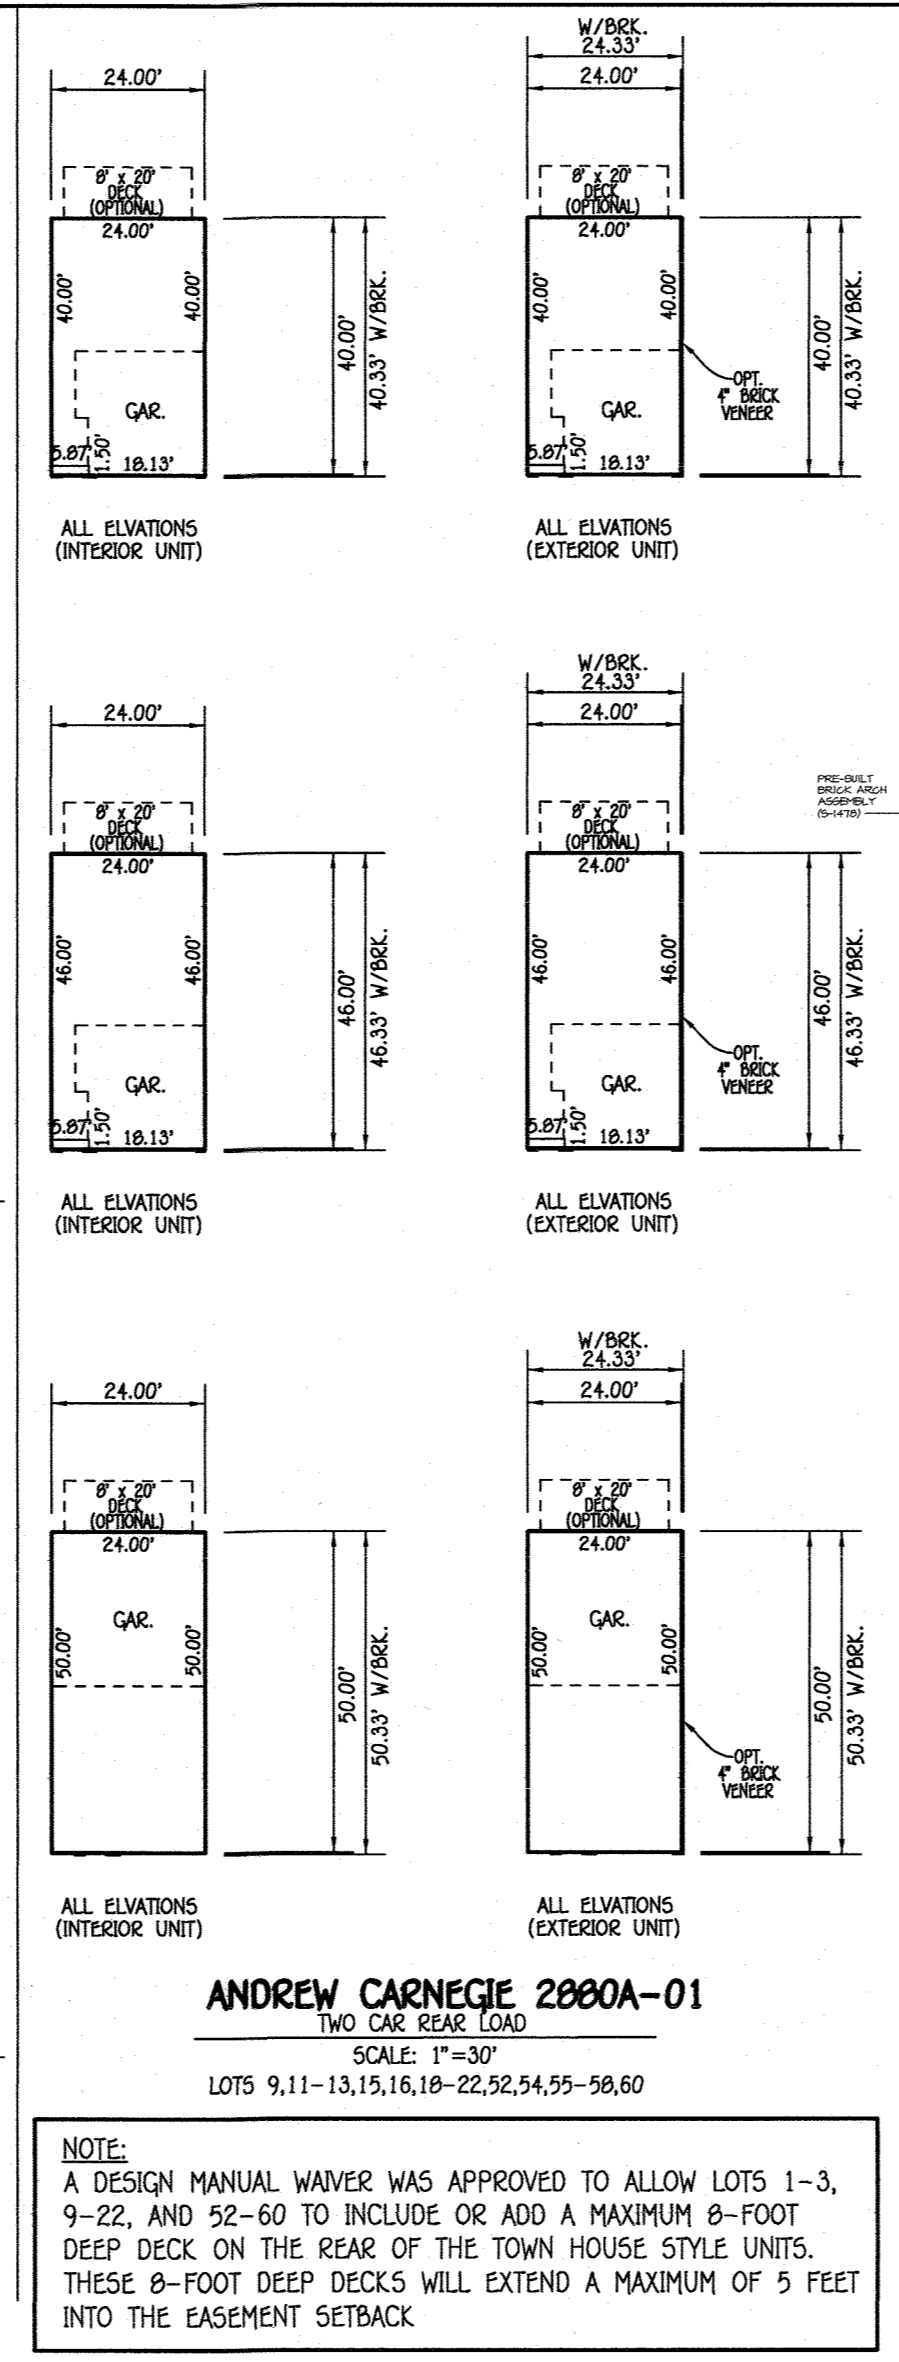 W/BRK.
24.33'
24.00'
24.00'
8' x 20'
DECK
(OPTIONAL)
24.00'
40.00'
40.00'
GAR.
5.87'
1.50'
18.13'
40.00'
40.33' W/BRK.
ALL ELVATIONS
(INTERIOR UNIT)
8' x 20'
DECK
(OPTIONAL)
24.00'
40.00'
40.00'
GAR.
5.87'
1.50'
18.13'
OPT.
4" BRICK
VENEER
40.00'
40.33' W/BRK.
ALL ELVATIONS
(EXTERIOR UNIT)
24.00'
8' x 20'
DECK
(OPTIONAL)
24.00'
46.00'
46.00'
GAR.
5.87'
1.50'
18.13'
46.00'
46.33' W/BRK.
ALL ELVATIONS
(INTERIOR UNIT)
W/BRK.
24.33'
24.00'
8' x 20'
DECK
(OPTIONAL)
24.00'
46.00'
46.00'
GAR.
5.87'
1.50'
18.13'
OPT.
4" BRICK
VENEER
46.00'
46.33' W/BRK.
ALL ELVATIONS
(EXTERIOR UNIT)
PRE-BUILT
BRICK ARCH
ASSEMBLY
(S-1478)
24.00'
8' x 20'
DECK
(OPTIONAL)
24.00'
GAR.
50.00'
50.00'
50.00'
50.33' W/BRK.
ALL ELVATIONS
(INTERIOR UNIT)
W/BRK.
24.33'
24.00'
8' x 20'
DECK
(OPTIONAL)
24.00'
GAR.
50.00'
50.00'
OPT.
4" BRICK
VENEER
50.00'
50.33' W/BRK.
ALL ELVATIONS
(EXTERIOR UNIT)
ANDREW CARNEGIE 2880A-01
TWO CAR REAR LOAD
SCALE: 1"=30'
LOTS 9,11-13,15,16,18-22,52,54,55-58,60
NOTE:
A DESIGN MANUAL WAIVER WAS APPROVED TO ALLOW LOTS 1-3,
9-22, AND 52-60 TO INCLUDE OR ADD A MAXIMUM 8-FOOT
DEEP DECK ON THE REAR OF THE TOWN HOUSE STYLE UNITS.
THESE 8-FOOT DEEP DECKS WILL EXTEND A MAXIMUM OF 5 FEET
INTO THE EASEMENT SETBACK